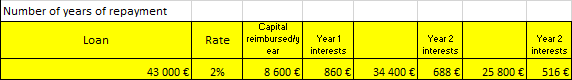 Number of years of repayment
Loan Rate Capital reimbursed/y ear Year 1 interests Year 2 interests Year 2 interests
43 000 € 2% 8 600 € 860 € 34 400 € 688 € 25 800 € 516 €